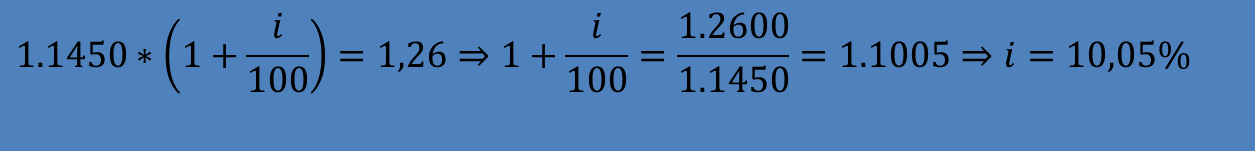 1.1450 * (1 + i/100) = 1,26 ⇒ 1 + i/100 = 1.2600/1.1450 = 1.1005 ⇒ i = 10,05%